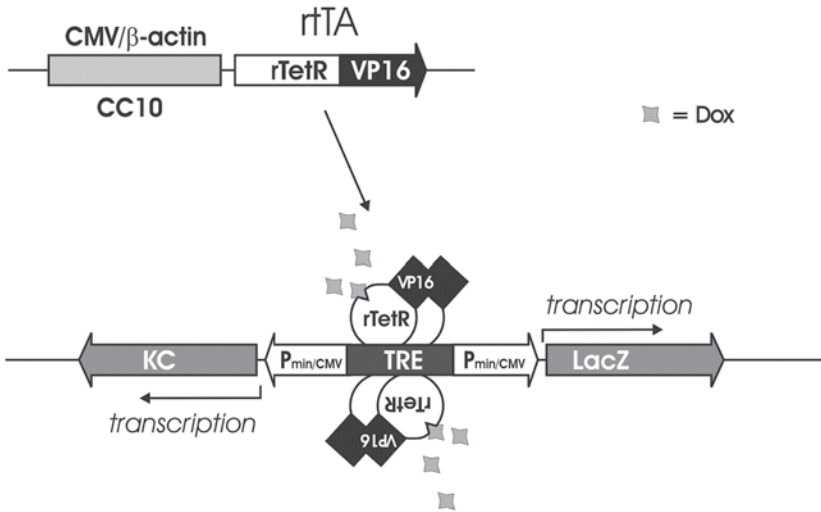 rtTA
CMV/β-actin
rTetR VP16
CC10
= Dox
VP16
rTetR
transcription
KC Pmin/CMV TRE Pmin/CMV LacZ
transcription
rTetR
VP16